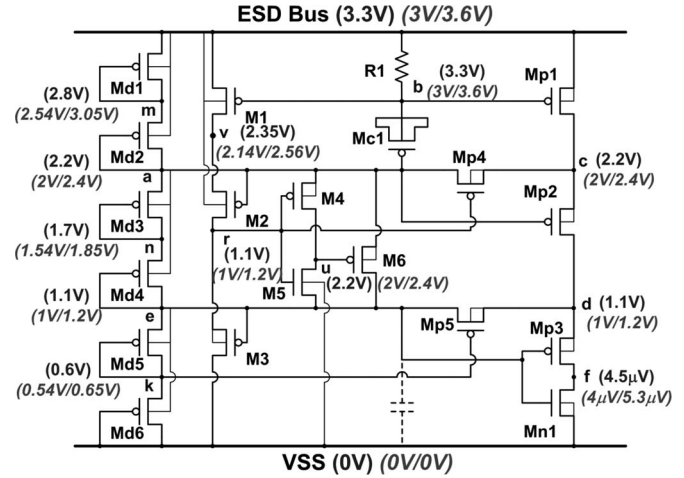 ESD Bus (3.3V) (3V/3.6V)
Md1
R1
b
(3.3V)
(3V/3.6V)
Mp1
(2.8V)
(2.54V/3.05V)
m
M1
v
(2.35V)
(2.14V/2.56V)
Mc1
Md2
Mp4
c (2.2V)
(2V/2.4V)
(2.2V)
(2V/2.4V)
a
Md3
M2
M4
Mp2
(1.7V)
(1.54V/1.85V)
n
r
(1.1V)
(1V/1.2V)
M6
u
(2.2V)
(2V/2.4V)
M5
Md4
(1.1V)
(1V/1.2V)
e
d (1.1V)
(1V/1.2V)
Mp5
Mp3
Md5
M3
(0.6V)
(0.54V/0.65V)
k
f (4.5μV)
(4μV/5.3μV)
Md6
Mn1
VSS (0V) (0V/0V)